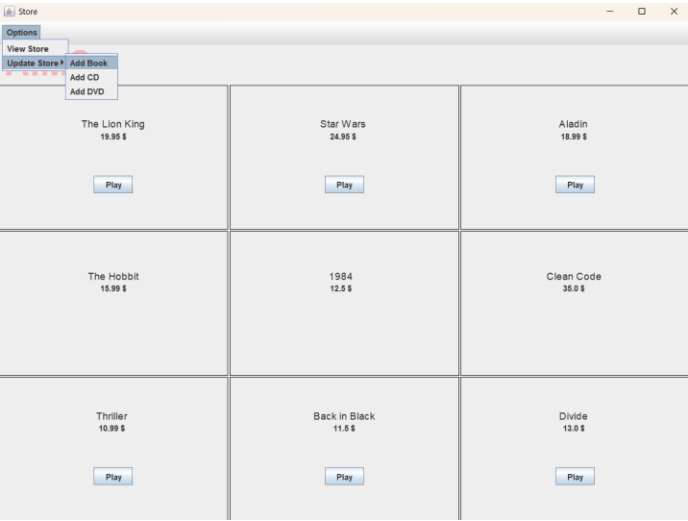 Store
Options
View Store
Update Store
Add Book
Add CD
Add DVD
The Lion King
19.95 $
Play
Star Wars
24.95 $
Play
Aladin
18.99 $
Play
The Hobbit
15.99 $
1984
12.5 $
Clean Code
35.0 $
Thriller
10.99 $
Play
Back in Black
11.5 $
Play
Divide
13.0 $
Play